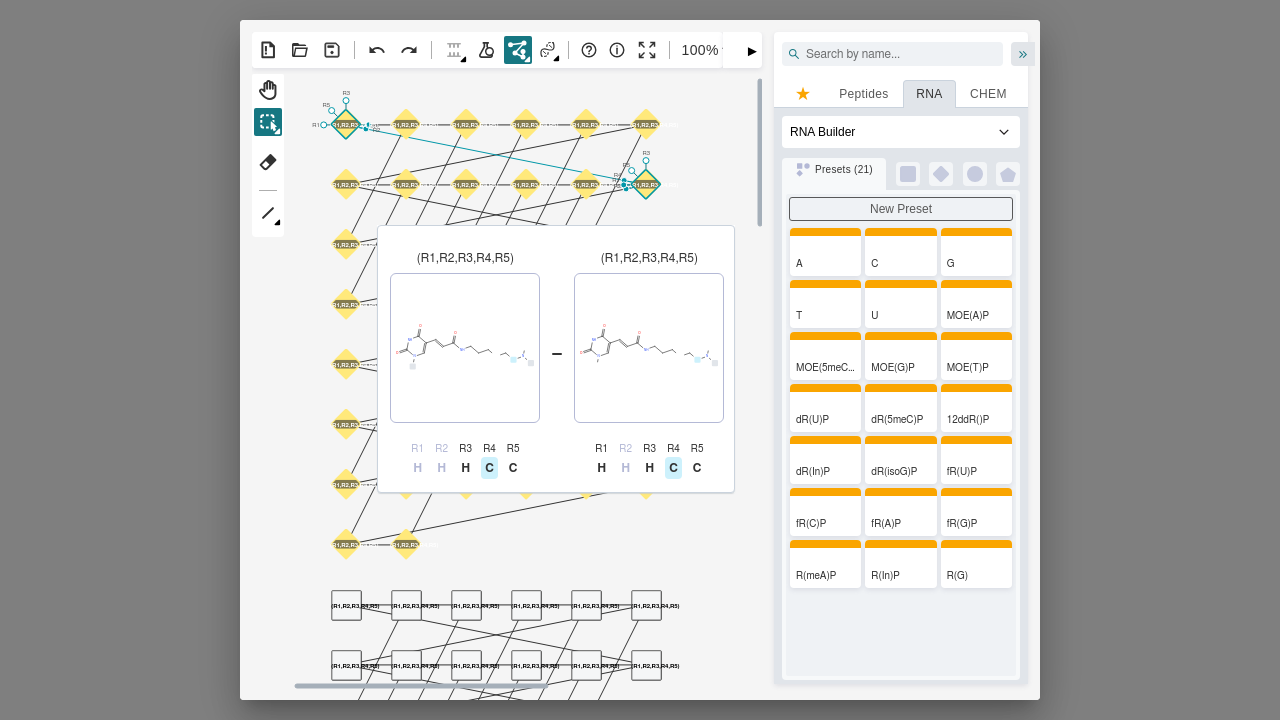 100%
Search by name...
Peptides
RNA
CHEM
RNA Builder
Presets (21)
New Preset
A
C
G
T
U
MOE(A)P
MOE(5meC...
MOE(G)P
MOE(T)P
dR(U)P
dR(5meC)P
12ddR()P
dR(In)P
dR(isoG)P
fR(U)P
fR(C)P
fR(A)P
fR(G)P
R(meA)P
R(In)P
R(G)
R3
R5
R1
R3
(R1,R2,R3,R4,R5)
(R1,R2,R3,R4,R5)
R1 R2 R3 R4 R5
H H H C C
R1 R2 R3 R4 R5
H H H C C
(R1,R2,R3,R4,R5) (R1,R2,R3,R4,R5) (R1,R2,R3,R4,R5) (R1,R2,R3,R4,R5) (R1,R2,R3,R4,R5) (R1,R2,R3,R4,R5)
(R1,R2,R3,R4,R5) (R1,R2,R3,R4,R5) (R1,R2,R3,R4,R5) (R1,R2,R3,R4,R5) (R1,R2,R3,R4,R5) (R1,R2,R3,R4,R5)